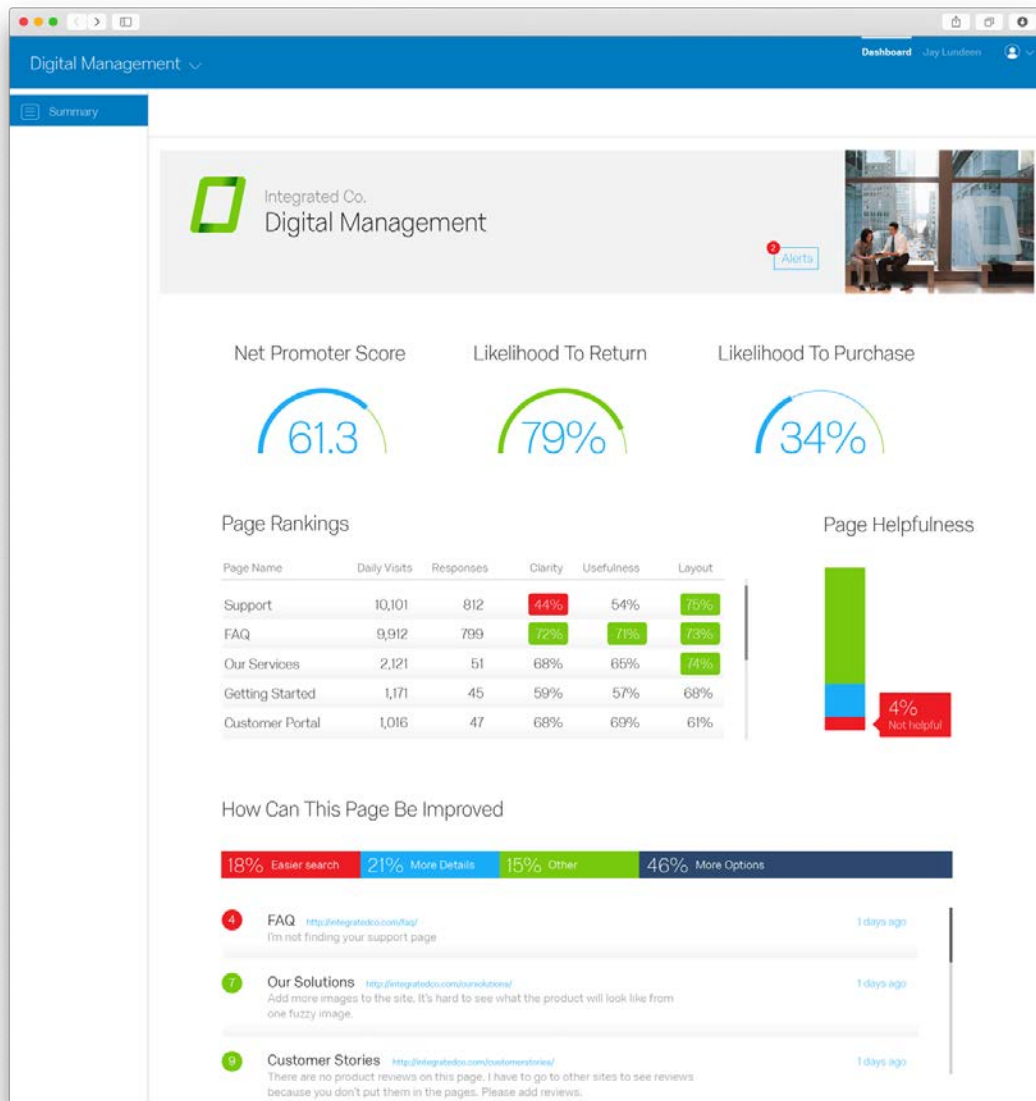 Digital Management
Dashboard Jay Lundeen
Summary
Integrated Co.
Digital Management
2
Alerts
Net Promoter Score Likelihood To Return Likelihood To Purchase
61.3 79% 34%
Page Rankings
Page Name Daily Visits Responses Clarity Usefulness Layout
Support 10,101 812 44% 54% 75%
FAQ 9,912 799 72% 71% 73%
Our Services 2,121 51 68% 65% 74%
Getting Started 1,171 45 59% 57% 68%
Customer Portal 1,016 47 68% 69% 61%
Page Helpfulness
4%
Not helpful
How Can This Page Be Improved
18% Easier search 21% More Details 15% Other 46% More Options
4 FAQ http://integratedco.com/faq/ 1 days ago
I'm not finding your support page
7 Our Solutions http://integratedco.com/oursolutions/ 1 days ago
Add more images to the site. It's hard to see what the product will look like from
one fuzzy image.
9 Customer Stories http://integratedco.com/customerstories/ 1 days ago
There are no product reviews on this page. I have to go to other sites to see reviews
because you don't put them in the pages. Please add reviews.